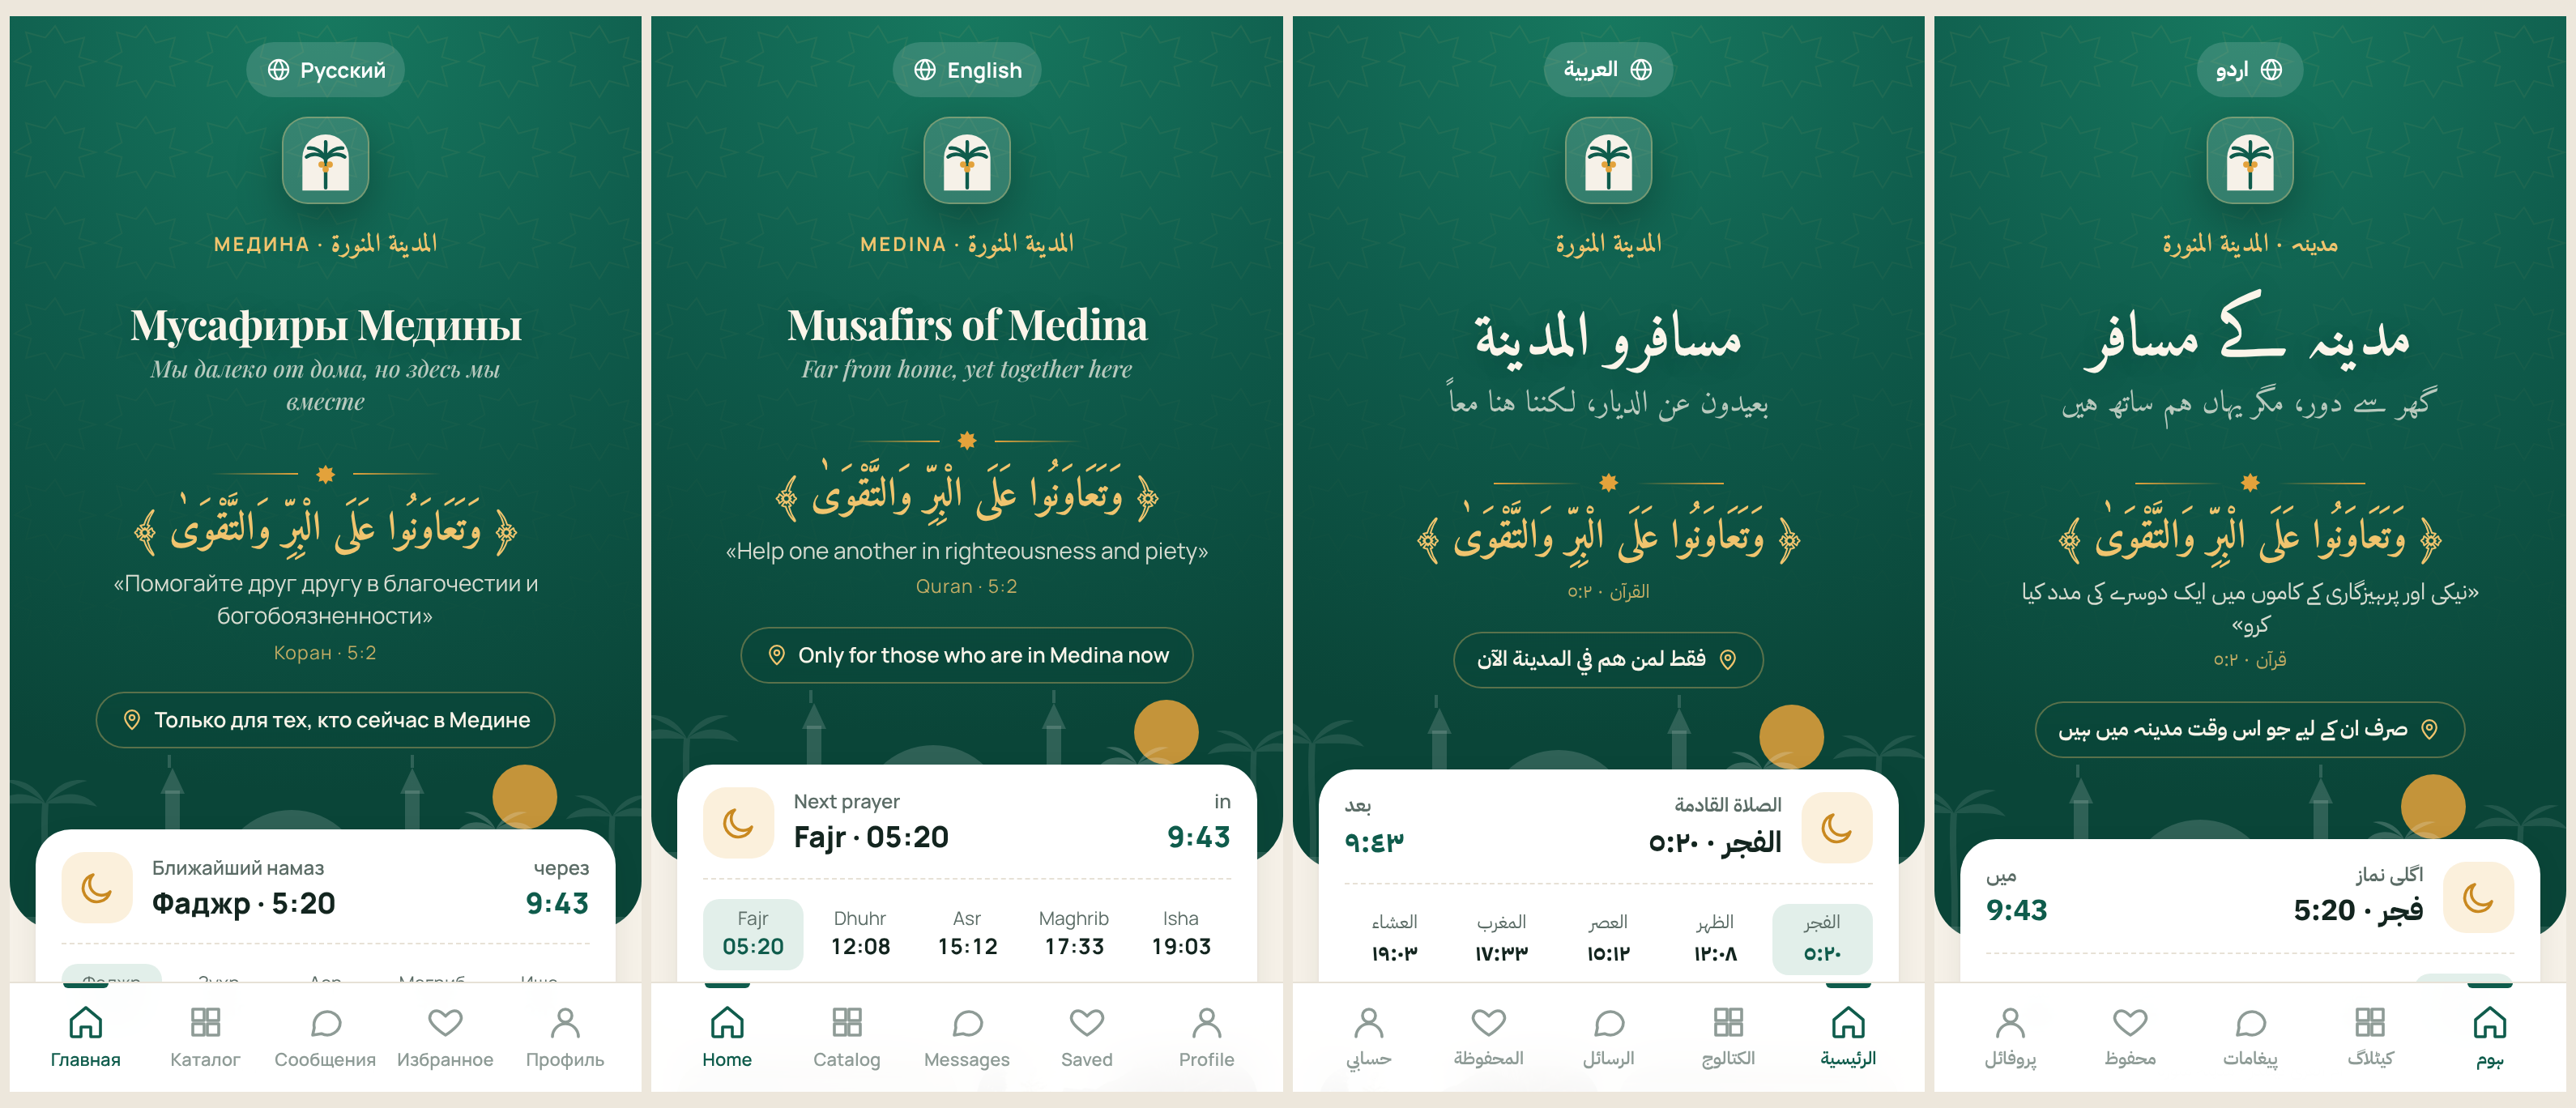 Русский
МЕДИНА · المدينة المنورة
Мусафиры Медины
Мы далеко от дома, но здесь мы
вместе
﴿ وَتَعَاوَنُوا عَلَى الْبِرِّ وَالتَّقْوَىٰ ﴾
«Помогайте друг другу в благочестии и
богобоязненности»
Коран · 5:2
Только для тех, кто сейчас в Медине
Ближайший намаз
через
Фаджр · 5:20
9:43
Главная
Каталог
Сообщения
Избранное
Профиль
English
MEDINA · المدينة المنورة
Musafirs of Medina
Far from home, yet together here
﴿ وَتَعَاوَنُوا عَلَى الْبِرِّ وَالتَّقْوَىٰ ﴾
«Help one another in righteousness and piety»
Quran · 5:2
Only for those who are in Medina now
Next prayer
in
Fajr · 05:20
9:43
Fajr Dhuhr Asr Maghrib Isha
05:20 12:08 15:12 17:33 19:03
Home
Catalog
Messages
Saved
Profile
العربية
المدينة المنورة
مسافرو المدينة
بعيدون عن الديار، لكننا هنا معاً
﴿ وَتَعَاوَنُوا عَلَى الْبِرِّ وَالتَّقْوَىٰ ﴾
القرآن · ٥:٢
فقط لمن هم في المدينة الآن
الصلاة القادمة
بعد
الفجر · ٥:٢٠
٩:٤٣
الفجر الظهر العصر المغرب العشاء
٥:٢٠ ١٢:٠٨ ١٥:١٢ ١٧:٣٣ ١٩:٠٣
الرئيسية
الكتالوج
الرسائل
المحفوظة
حسابي
اردو
مدینہ · المدينة المنورة
مدینہ کے مسافر
گھر سے دور، مگر یہاں ہم ساتھ ہیں
﴿ وَتَعَاوَنُوا عَلَى الْبِرِّ وَالتَّقْوَىٰ ﴾
«نیکی اور پرہیزگاری کے کاموں میں ایک دوسرے کی مدد کیا
کرو»
قرآن · ٥:٢
صرف ان کے لیے جو اس وقت مدینہ میں ہیں
اگلی نماز
میں
فجر · 5:20
9:43
ہوم
کیٹلاگ
پیغامات
محفوظ
پروفائل